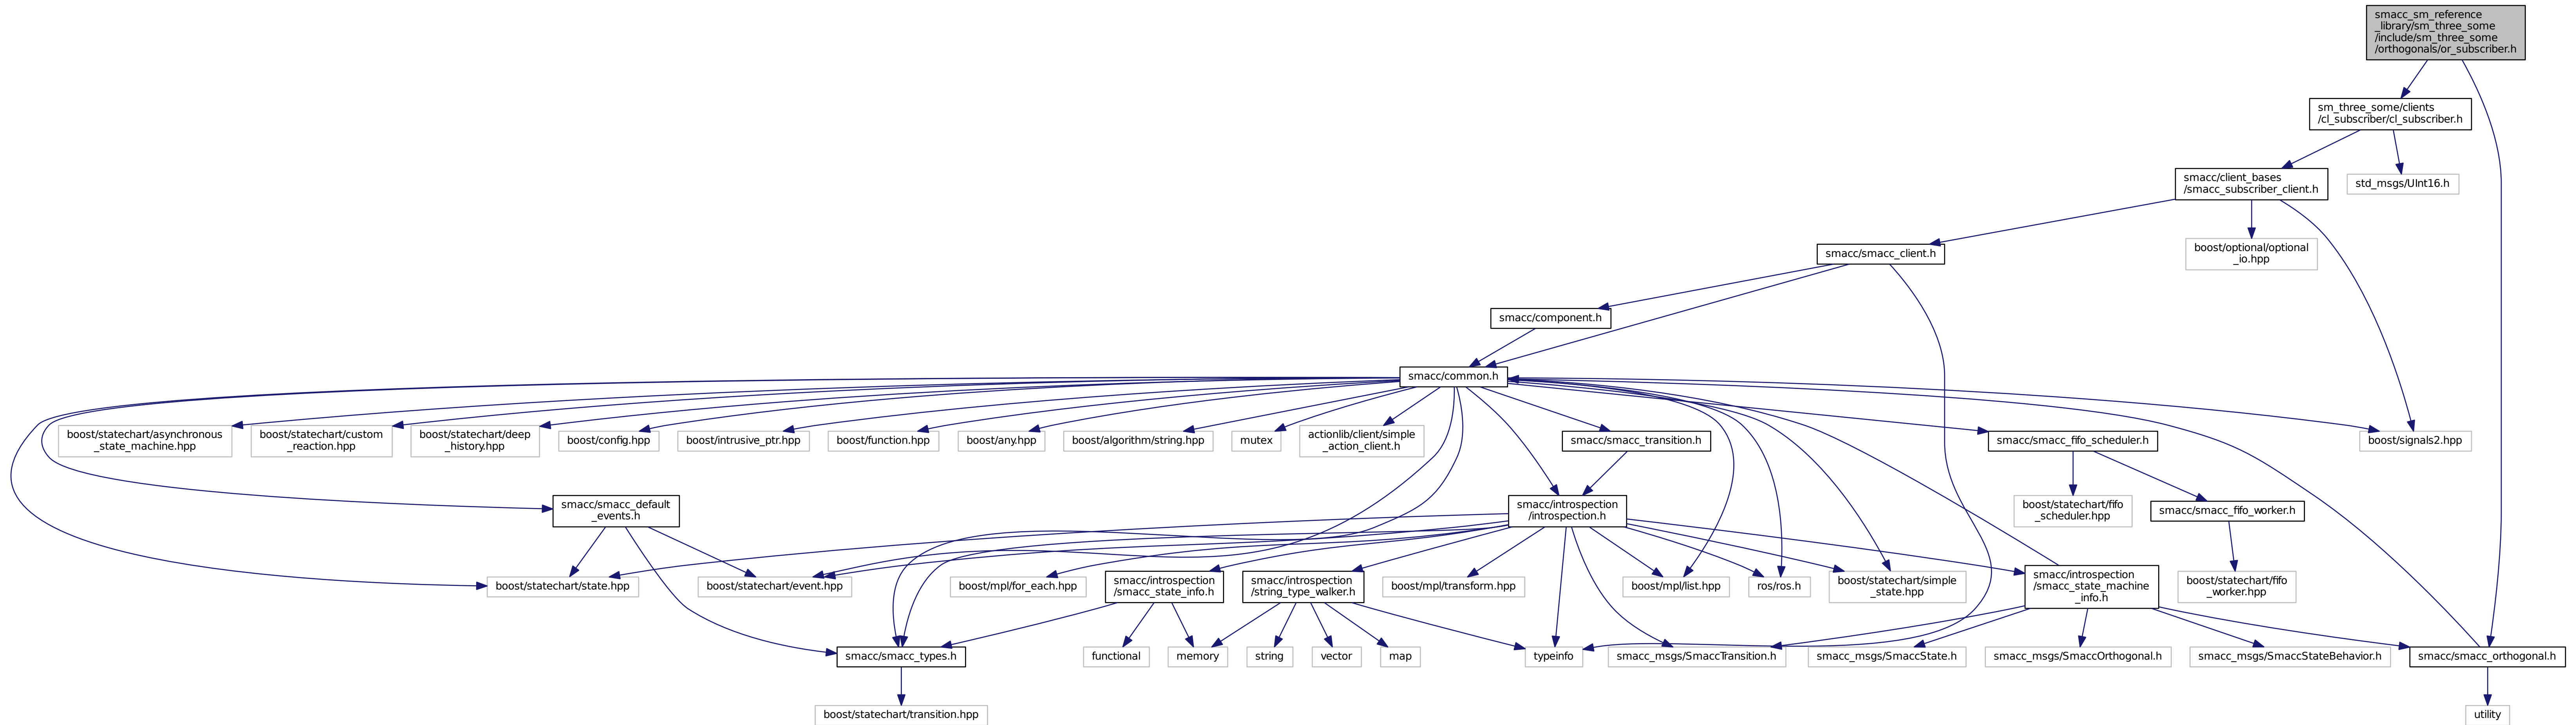 smacc_sm_reference
_library/sm_three_some
/include/sm_three_some
/orthogonals/or_subscriber.h
sm_three_some/clients
/cl_subscriber/cl_subscriber.h
smacc/client_bases
/smacc_subscriber_client.h
std_msgs/UInt16.h
smacc/smacc_client.h
boost/optional/optional
_io.hpp
smacc/component.h
smacc/common.h
boost/statechart/asynchronous
_state_machine.hpp
boost/statechart/custom
_reaction.hpp
boost/statechart/deep
_history.hpp
boost/config.hpp
boost/intrusive_ptr.hpp
boost/function.hpp
boost/any.hpp
boost/algorithm/string.hpp
mutex
actionlib/client/simple
_action_client.h
smacc/smacc_transition.h
smacc/smacc_fifo_scheduler.h
boost/signals2.hpp
smacc/smacc_default
_events.h
smacc/introspection
/introspection.h
boost/statechart/fifo
_scheduler.hpp
smacc/smacc_fifo_worker.h
boost/statechart/state.hpp
boost/statechart/event.hpp
boost/mpl/for_each.hpp
smacc/introspection
/smacc_state_info.h
smacc/introspection
/string_type_walker.h
boost/mpl/transform.hpp
boost/mpl/list.hpp
ros/ros.h
boost/statechart/simple
_state.hpp
smacc/introspection
/smacc_state_machine
_info.h
boost/statechart/fifo
_worker.hpp
smacc/smacc_types.h
functional
memory
string
vector
map
typeinfo
smacc_msgs/SmaccTransition.h
smacc_msgs/SmaccState.h
smacc_msgs/SmaccOrthogonal.h
smacc_msgs/SmaccStateBehavior.h
smacc/smacc_orthogonal.h
boost/statechart/transition.hpp
utility